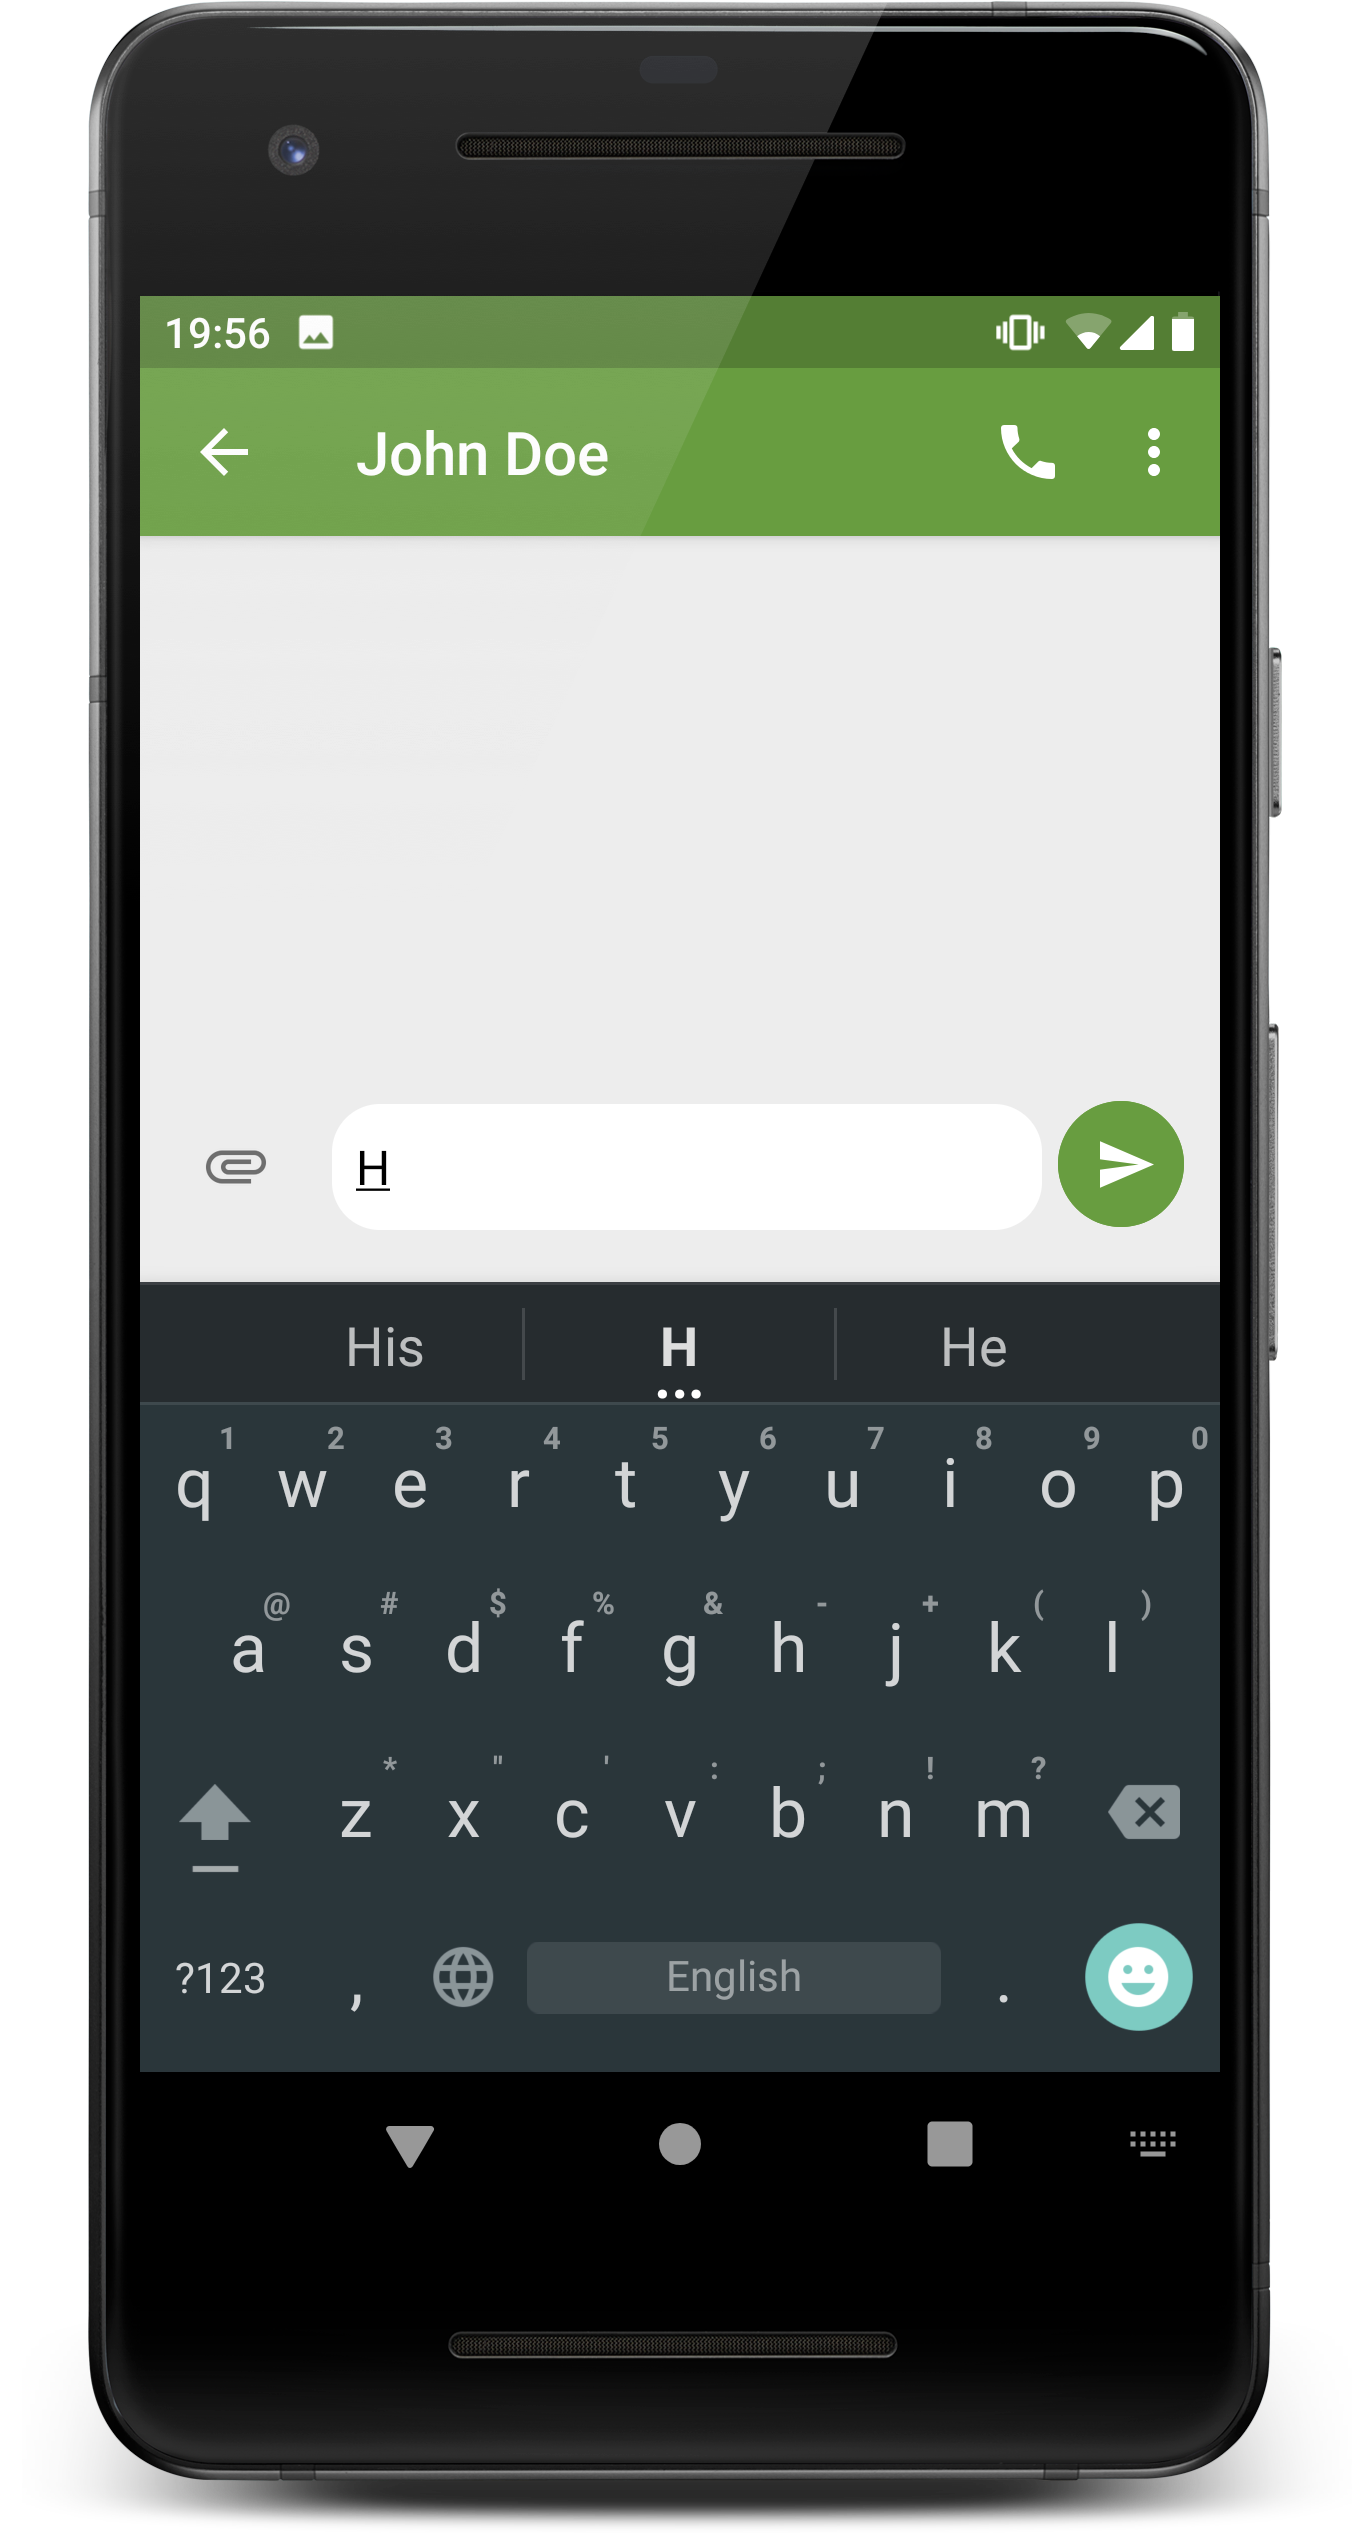 19:56
John Doe
H
His H He
1 2 3 4 5 6 7 8 9 0
q w e r t y u i o p
@ # $ % & - + ( )
a s d f g h j k l
* " ' : ; ! ?
z x c v b n m
?123 , English .